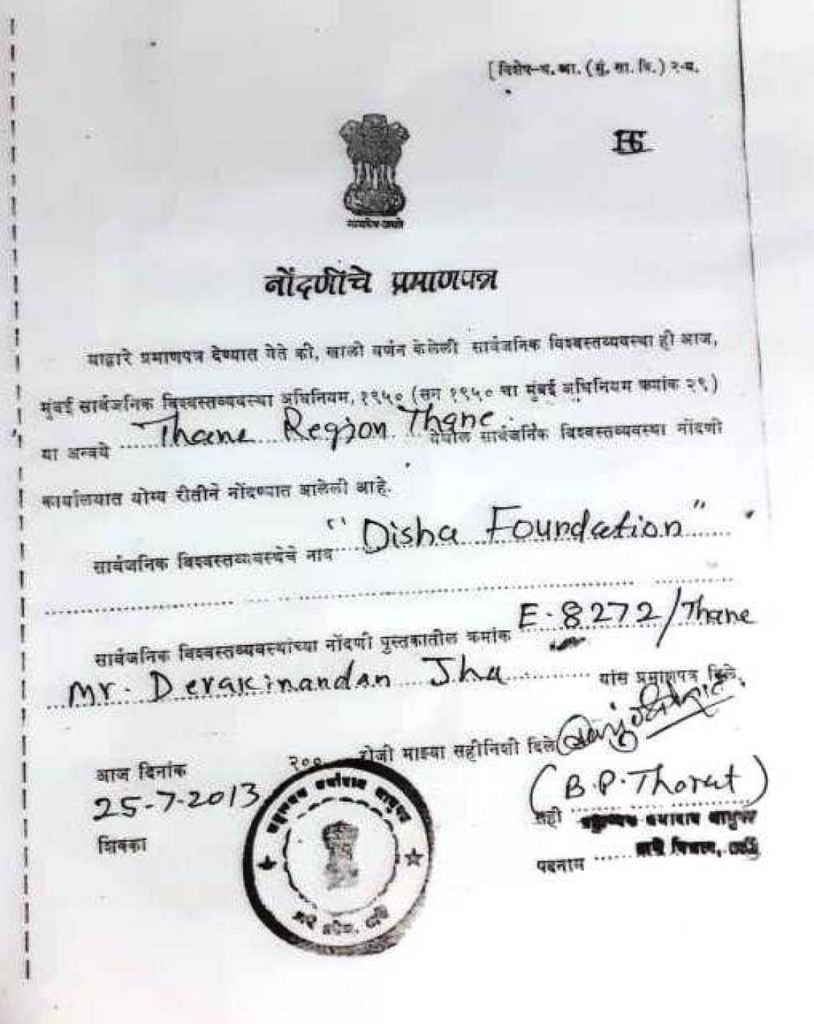 [ विशेष-ध. आ. (मुं. सा. वि.) २-म.
सत्यमेव जयते
नोंदणीचे प्रमाणपत्र
याद्वारे प्रमाणपत्र देण्यात येते की, खाली वर्णन केलेली सार्वजनिक विश्वस्तव्यवस्था ही आज,
मुंबई सार्वजनिक विश्वस्तव्यवस्था अधिनियम, १९५० (सन १९५० चा मुंबई अधिनियम क्रमांक २९)
या अन्वये Thane Region Thane येथील सार्वजनिक विश्वस्तव्यवस्था नोंदणी
कार्यालयात योग्य रीतीने नोंदण्यात आलेली आहे.
सार्वजनिक विश्वस्तव्यवस्थेचे नाव "Disha Foundation"
सार्वजनिक विश्वस्तव्यवस्थांच्या नोंदणी पुस्तकातील क्रमांक E-8272/Thane
Mr. Devakinandan Jha यांस प्रमाणपत्र दिले.
आज दिनांक २०० रोजी माझ्या सहीनिशी दिले
25-7-2013
(B.P. Thorat)
शिक्का
सही
पदनाम